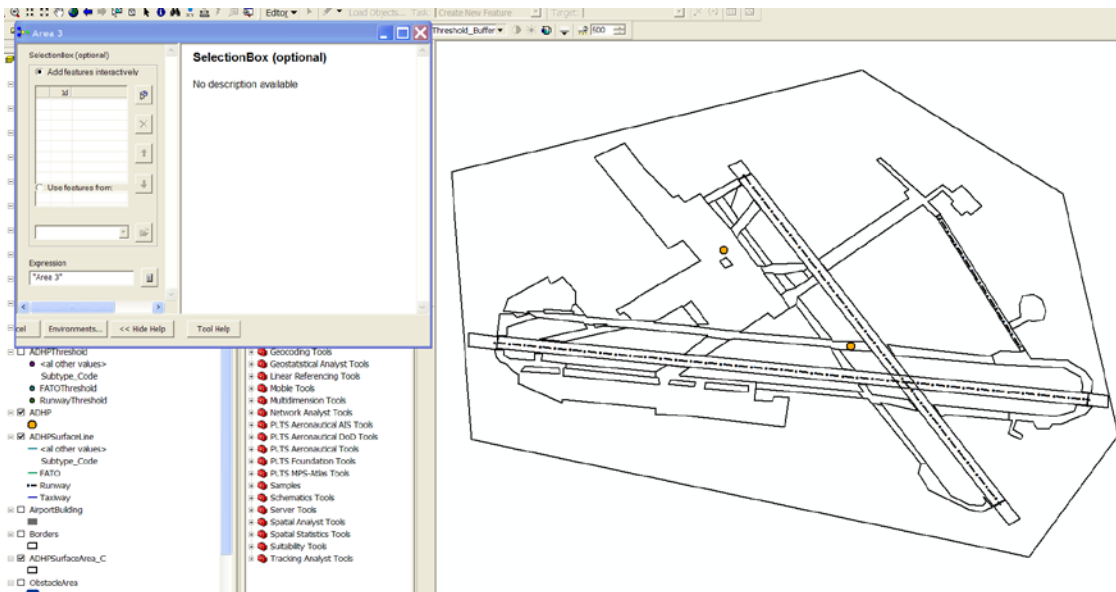 Editor
Load Objects...
Task:
Create New Feature
Target:
Area 3
Threshold_Buffer
600
SelectionBox (optional)
Add features interactively
Id
Use features from:
Expression
"Area 3"
SelectionBox (optional)
No description available
cel
Environments...
<< Hide Help
Tool Help
ADHPThreshold
<all other values>
Subtype_Code
FATOThreshold
RunwayThreshold
ADHP
ADHPSurfaceLine
<all other values>
Subtype_Code
FATO
Runway
Taxiway
AirportBuilding
Borders
ADHPSurfaceArea_C
ObstacleArea
Geocoding Tools
Geostatistical Analyst Tools
Linear Referencing Tools
Mobile Tools
Multidimension Tools
Network Analyst Tools
PLTS Aeronautical AIS Tools
PLTS Aeronautical DoD Tools
PLTS Aeronautical Tools
PLTS Foundation Tools
PLTS MPS-Atlas Tools
Samples
Schematics Tools
Server Tools
Spatial Analyst Tools
Spatial Statistics Tools
Suitability Tools
Tracking Analyst Tools